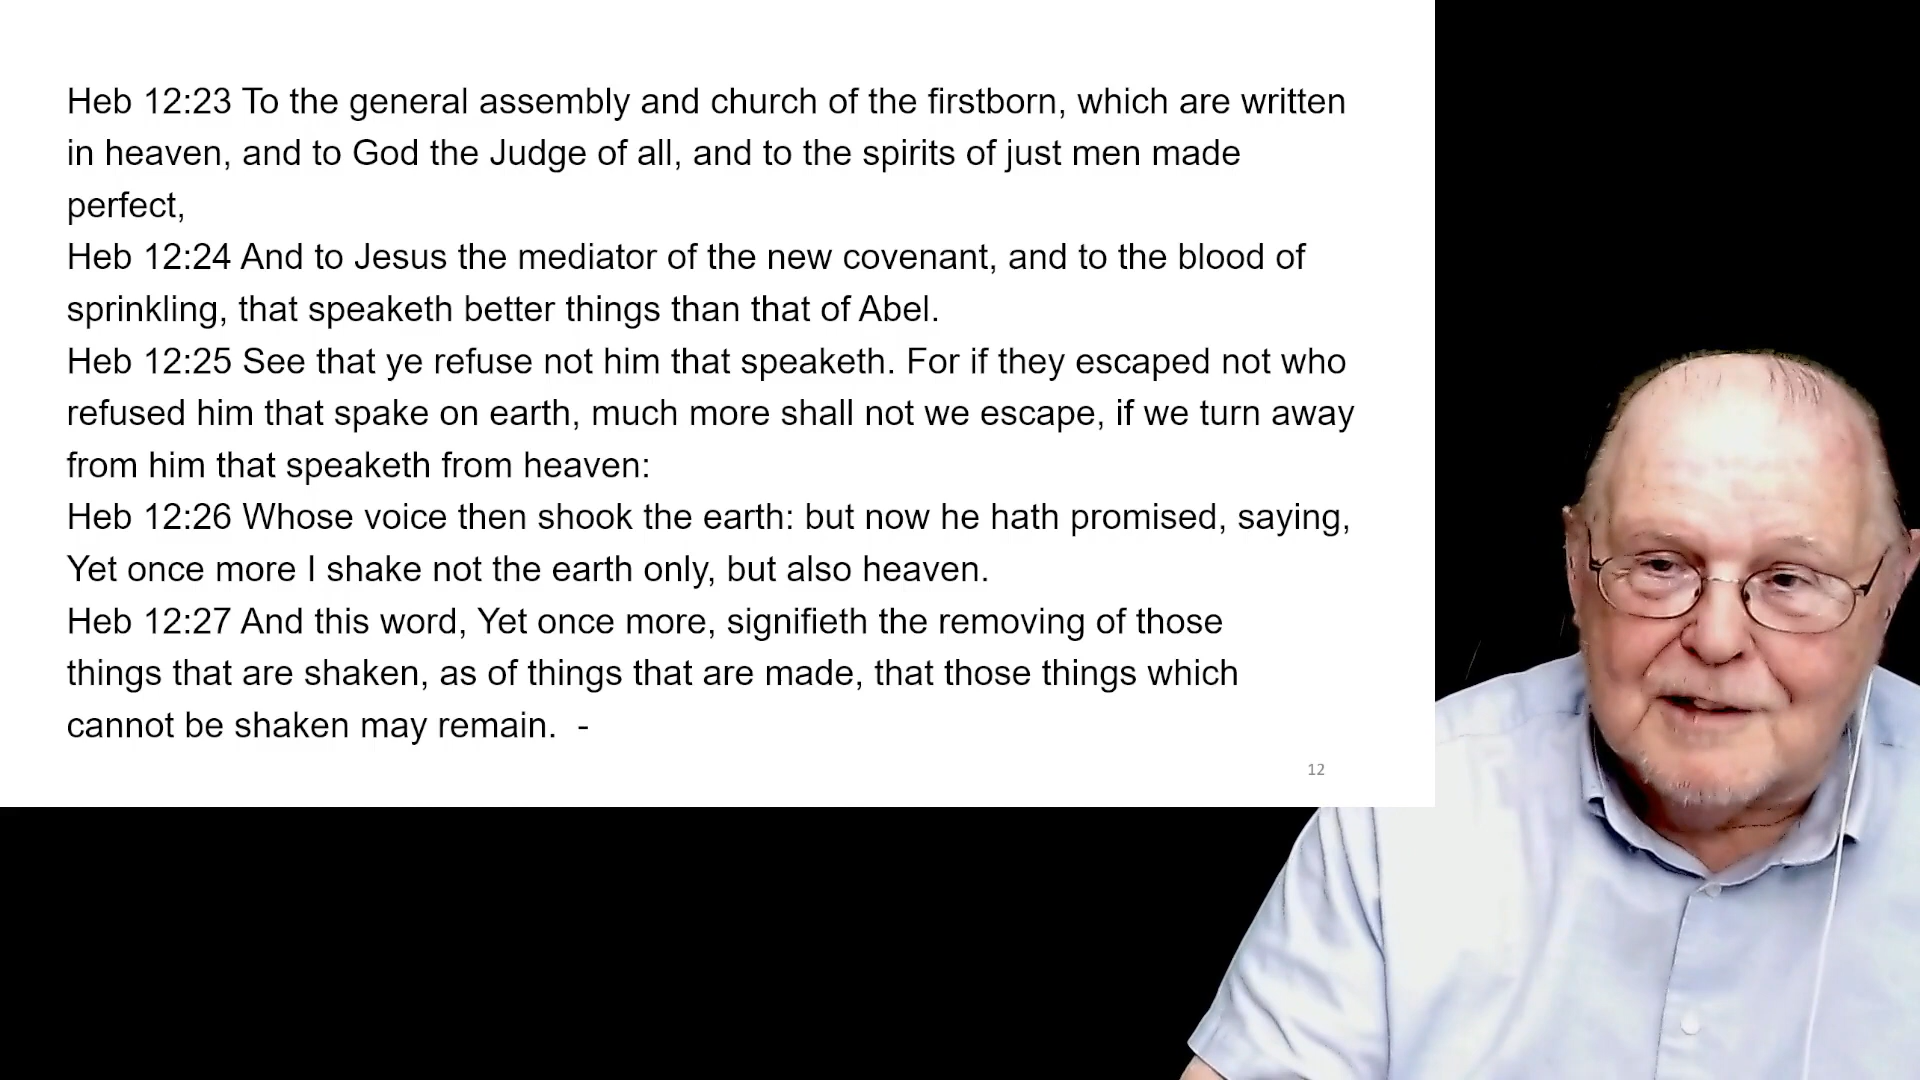 Heb 12:23 To the general assembly and church of the firstborn, which are written
in heaven, and to God the Judge of all, and to the spirits of just men made
perfect,
Heb 12:24 And to Jesus the mediator of the new covenant, and to the blood of
sprinkling, that speaketh better things than that of Abel.
Heb 12:25 See that ye refuse not him that speaketh. For if they escaped not who
refused him that spake on earth, much more shall not we escape, if we turn away
from him that speaketh from heaven:
Heb 12:26 Whose voice then shook the earth: but now he hath promised, saying,
Yet once more I shake not the earth only, but also heaven.
Heb 12:27 And this word, Yet once more, signifieth the removing of those
things that are shaken, as of things that are made, that those things which
cannot be shaken may remain.  -
12